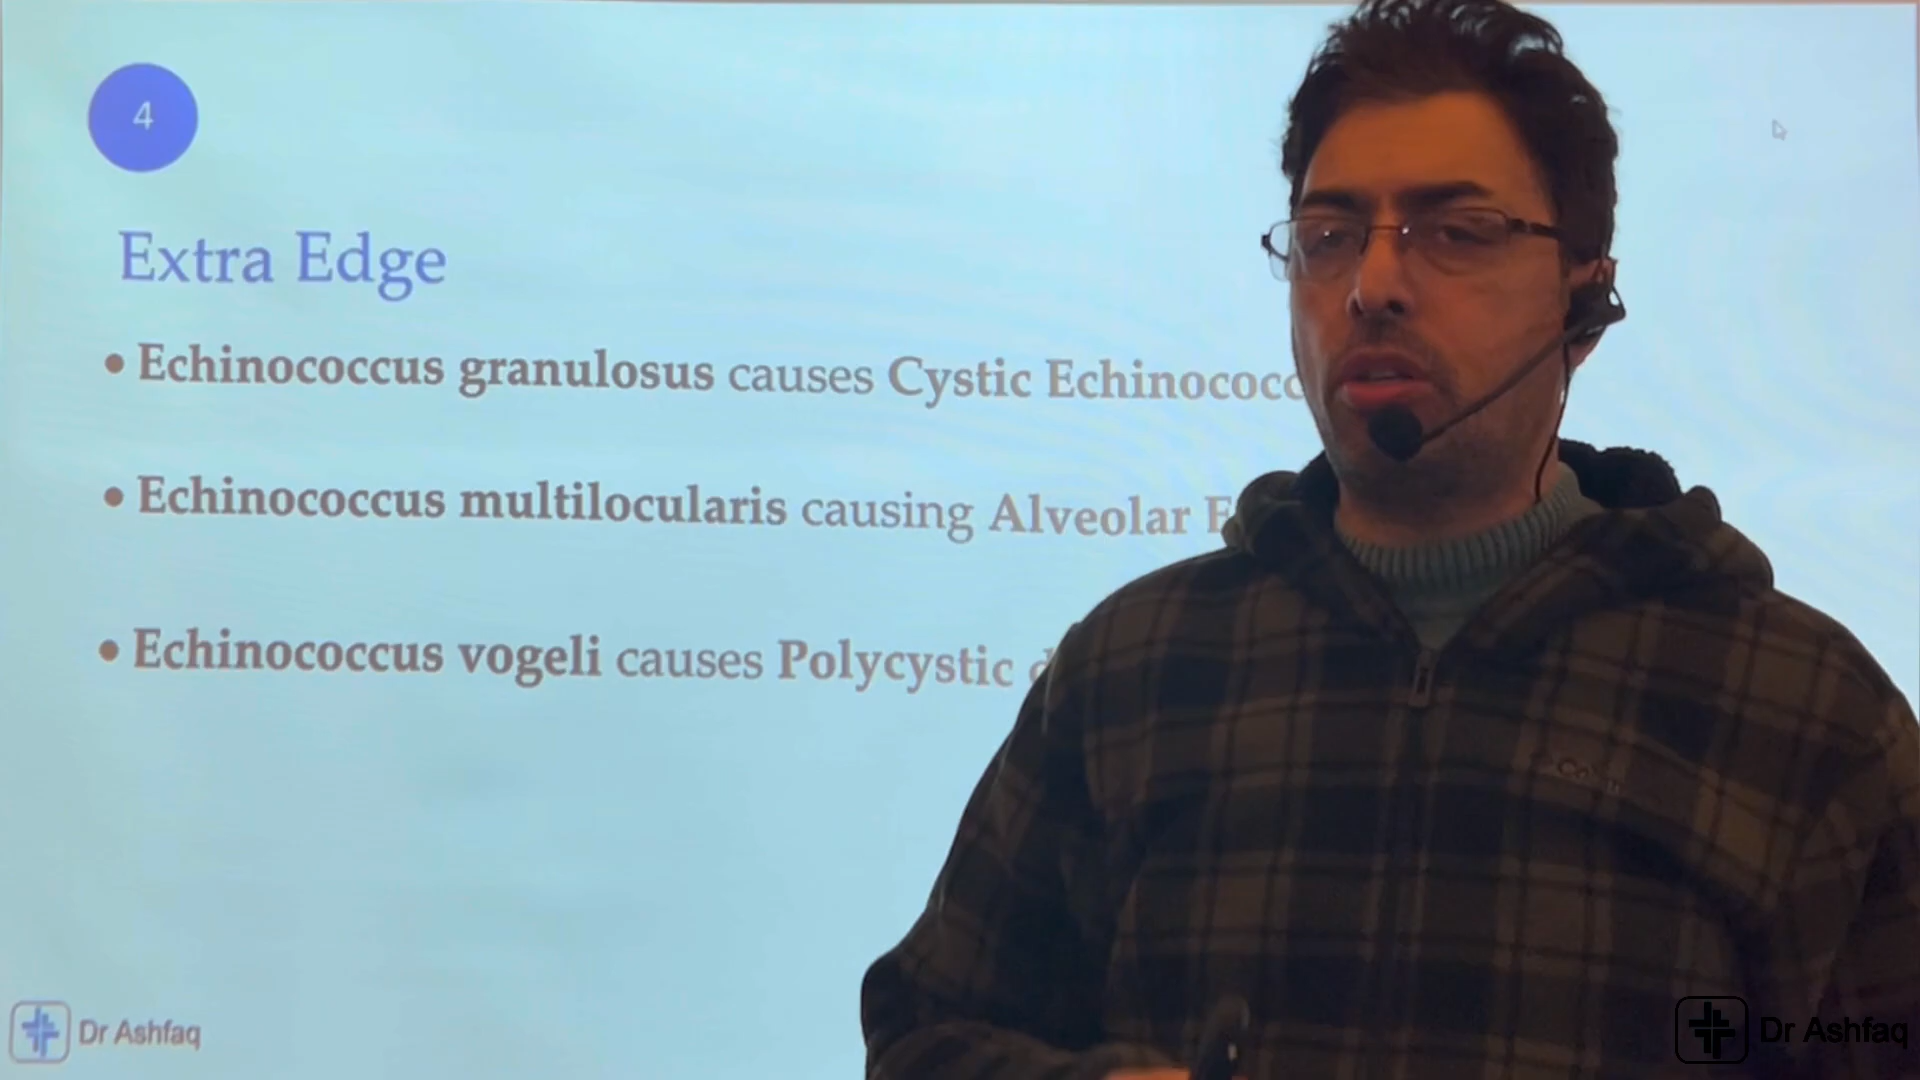 4
Extra Edge
• Echinococcus granulosus causes Cystic
• Echinococcus multilocularis causing Alveolar
• Echinococcus vogeli causes Polycystic
Dr Ashfaq
Dr Ashfaq